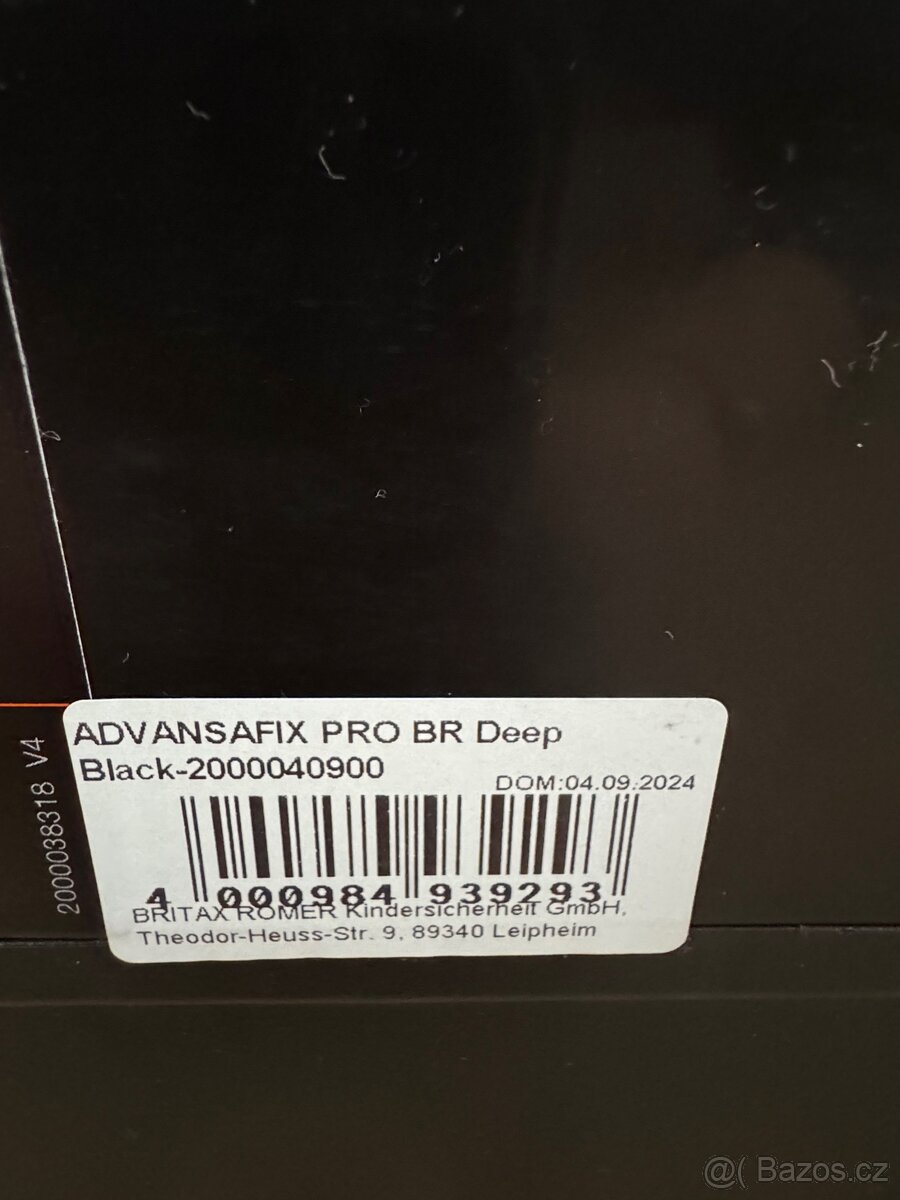 ADVANSAFIX PRO BR Deep
Black-2000040900
DOM:04.09.2024
4 000984 939293
BRITAX RÖMER Kindersicherheit GmbH,
Theodor-Heuss-Str. 9, 89340 Leipheim
2000038318 V4
@( Bazos.cz